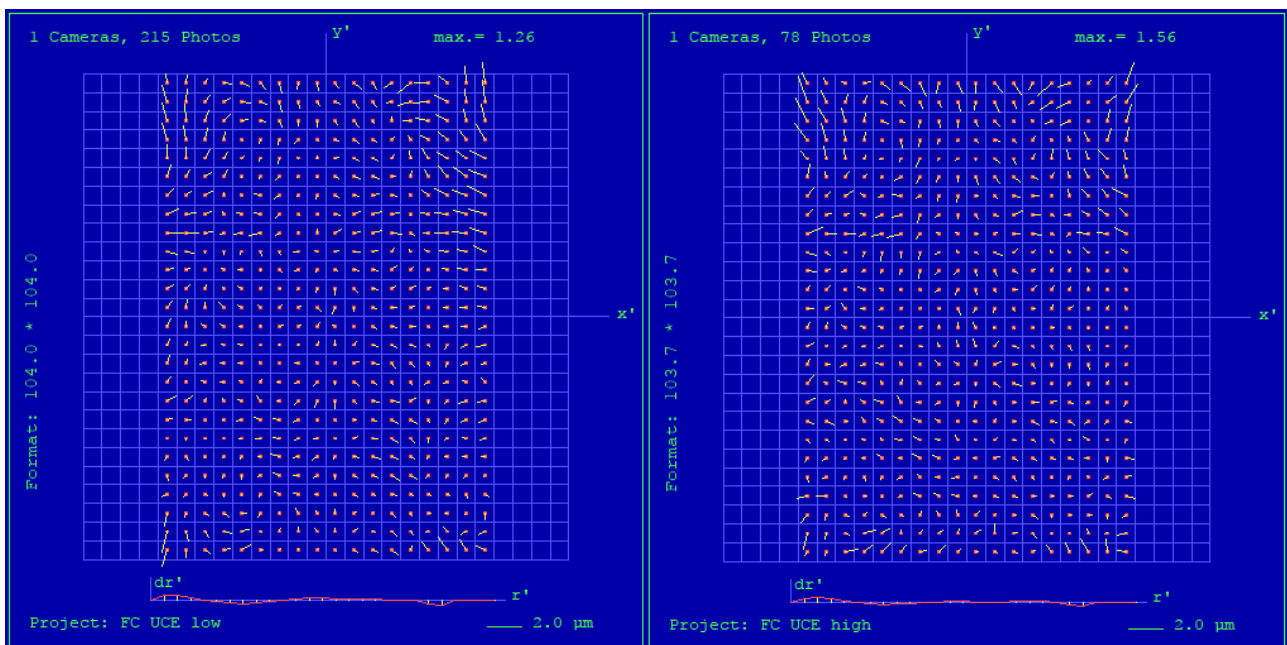 1 Cameras, 215 Photos
y'
max.= 1.26
x'
Format: 104.0 * 104.0
dr'
r'
Project: FC UCE low
2.0 µm
1 Cameras, 78 Photos
y'
max.= 1.56
x'
Format: 103.7 * 103.7
dr'
r'
Project: FC UCE high
2.0 µm